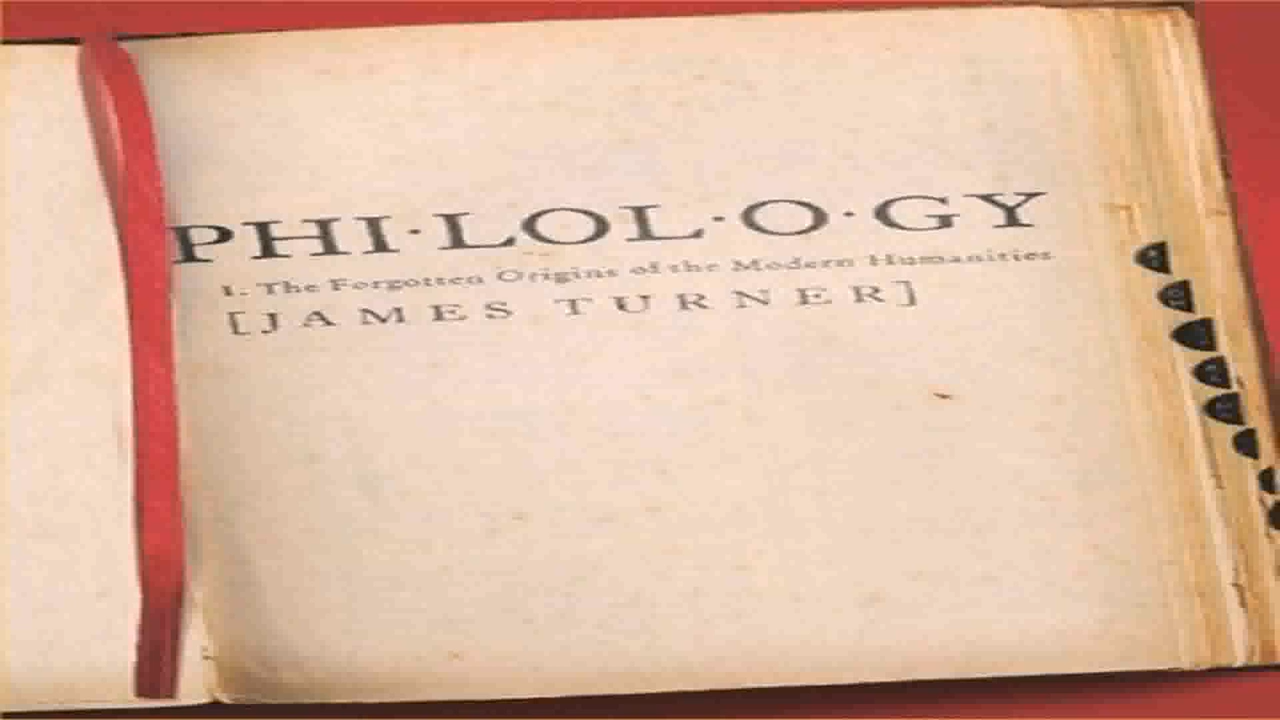 PHI·LOL·O·GY
1. The Forgotten Origins of the Modern Humanities
[JAMES TURNER]